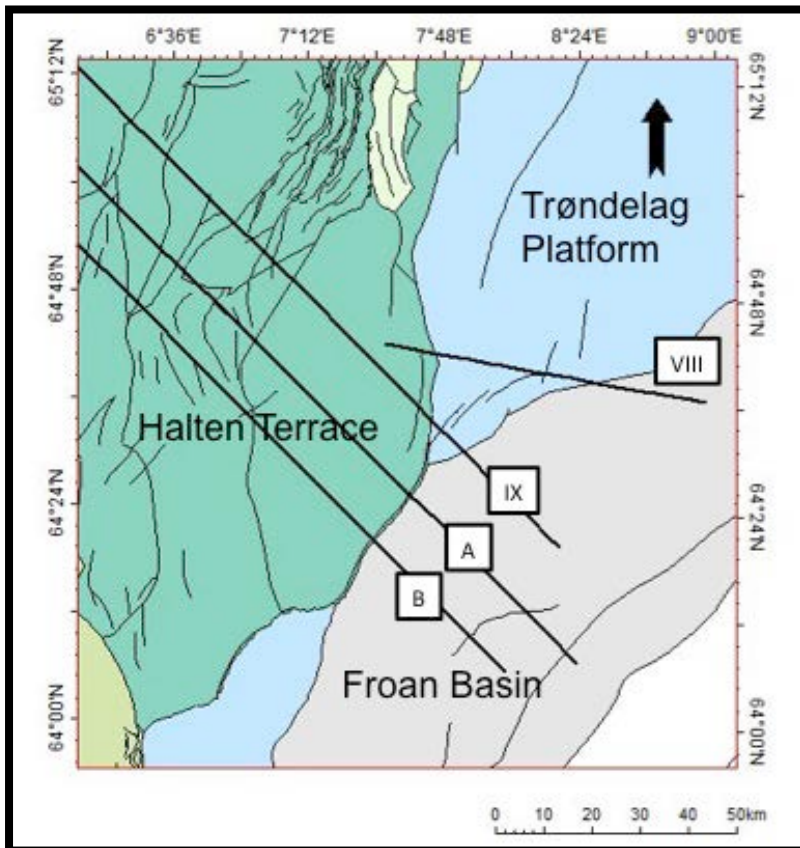 6°36'E 7°12'E 7°48'E 8°24'E 9°00'E
65°12'N
65°12'N
Trøndelag
Platform
64°48'N
64°48'N
VIII
Halten Terrace
64°24'N
IX
64°24'N
A
B
Froan Basin
64°00'N
64°00'N
0 10 20 30 40 50km